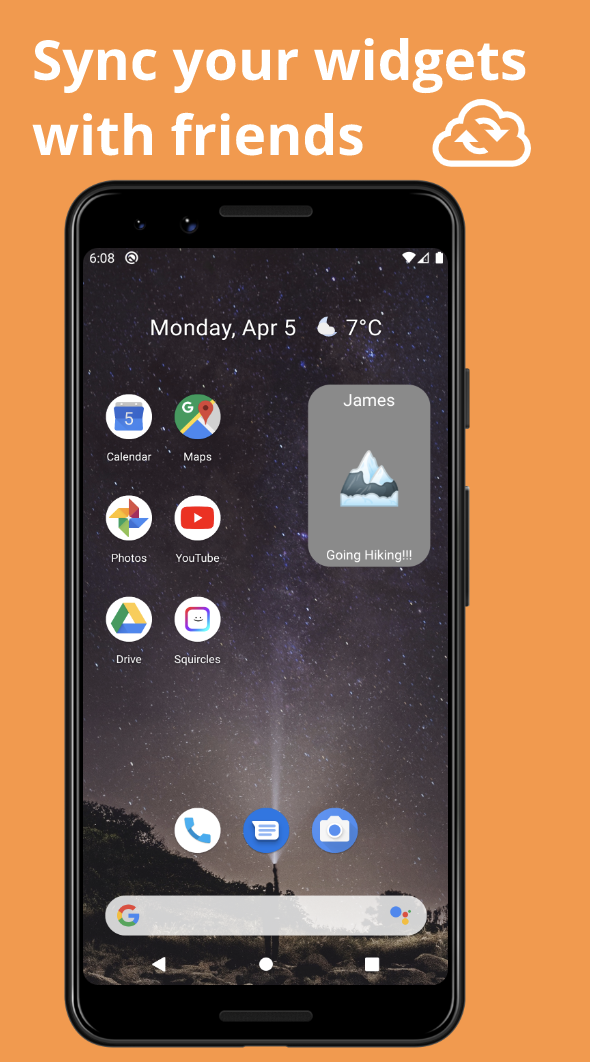 Sync your widgets
with friends
6:08
Monday, Apr 5 7°C
James
5
G
Calendar Maps
Going Hiking!!!
Photos YouTube
Drive Squircles
G